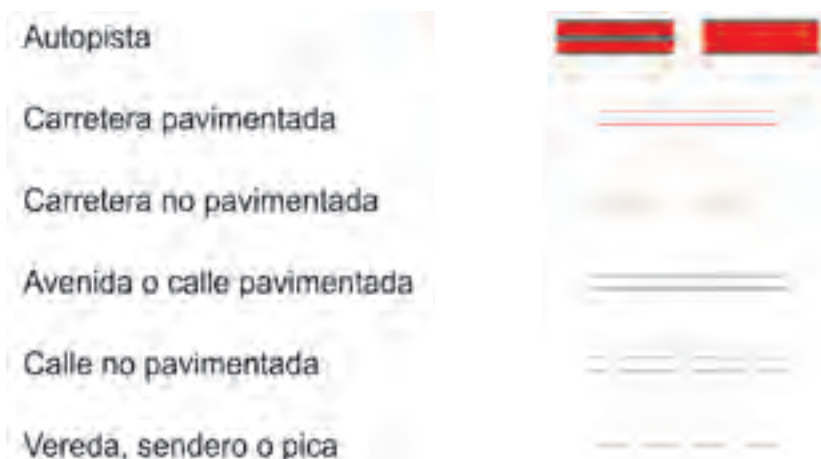 Autopista
Carretera pavimentada
Carretera no pavimentada
Avenida o calle pavimentada
Calle no pavimentada
Vereda, sendero o pica